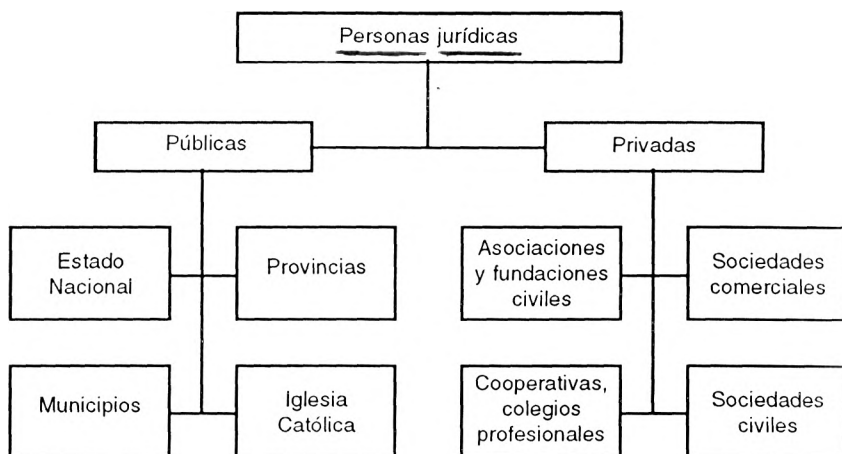 Personas jurídicas
Públicas
Privadas
Estado
Nacional
Provincias
Asociaciones
y fundaciones
civiles
Sociedades
comerciales
Municipios
Iglesia
Católica
Cooperativas,
colegios
profesionales
Sociedades
civiles